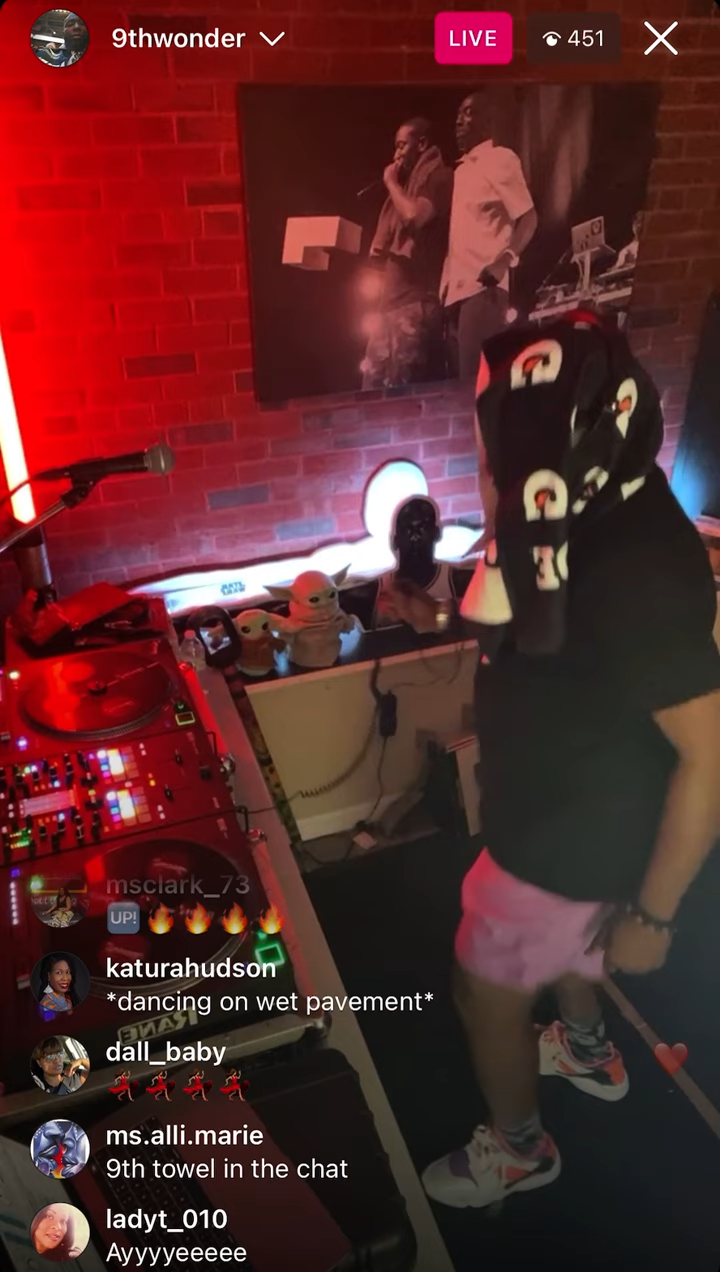 9thwonder
LIVE
451
RANE
msclark_73
UP!
katurahudson
*dancing on wet pavement*
dall_baby
ms.alli.marie
9th towel in the chat
ladyt_010
Ayyyyeeeee